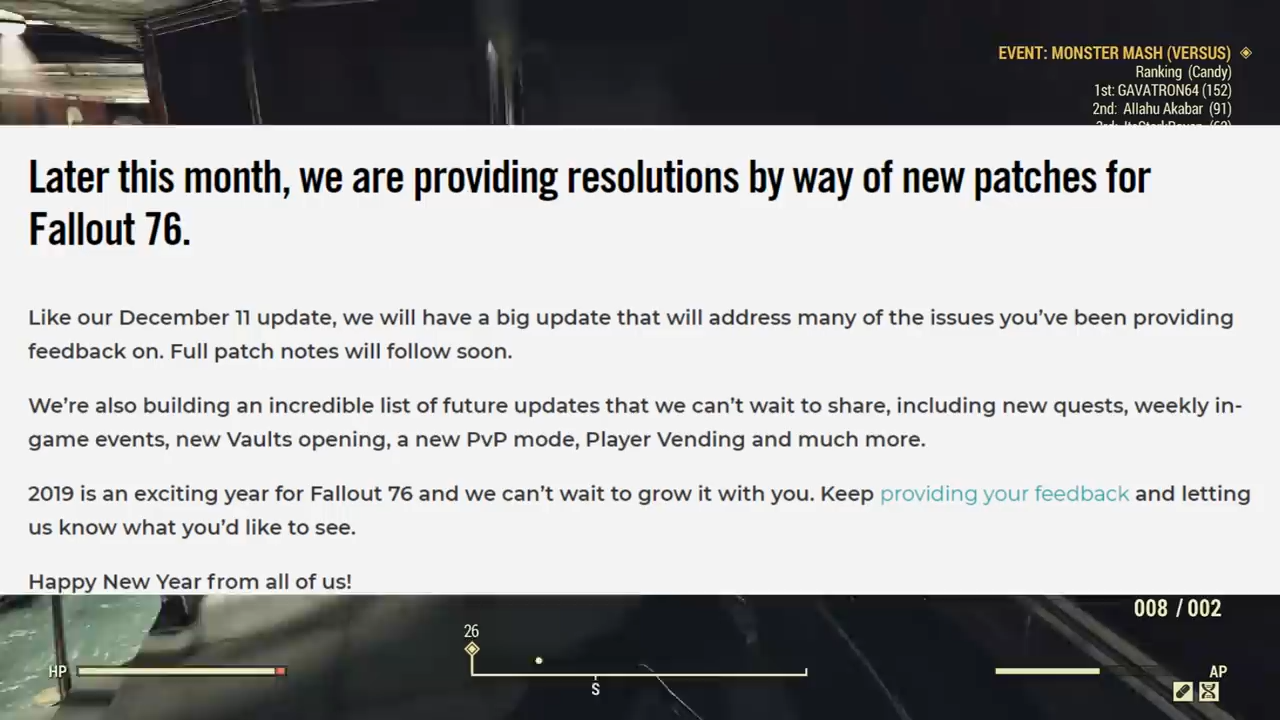 EVENT: MONSTER MASH (VERSUS)
Ranking (Candy)
1st: GAVATRON64 (152)
2nd: Allahu Akabar (91)
Later this month, we are providing resolutions by way of new patches for
Fallout 76.
Like our December 11 update, we will have a big update that will address many of the issues you’ve been providing
feedback on. Full patch notes will follow soon.
We’re also building an incredible list of future updates that we can’t wait to share, including new quests, weekly in-
game events, new Vaults opening, a new PvP mode, Player Vending and much more.
2019 is an exciting year for Fallout 76 and we can’t wait to grow it with you. Keep providing your feedback and letting
us know what you’d like to see.
Happy New Year from all of us!
008 / 002
26
HP
AP
S